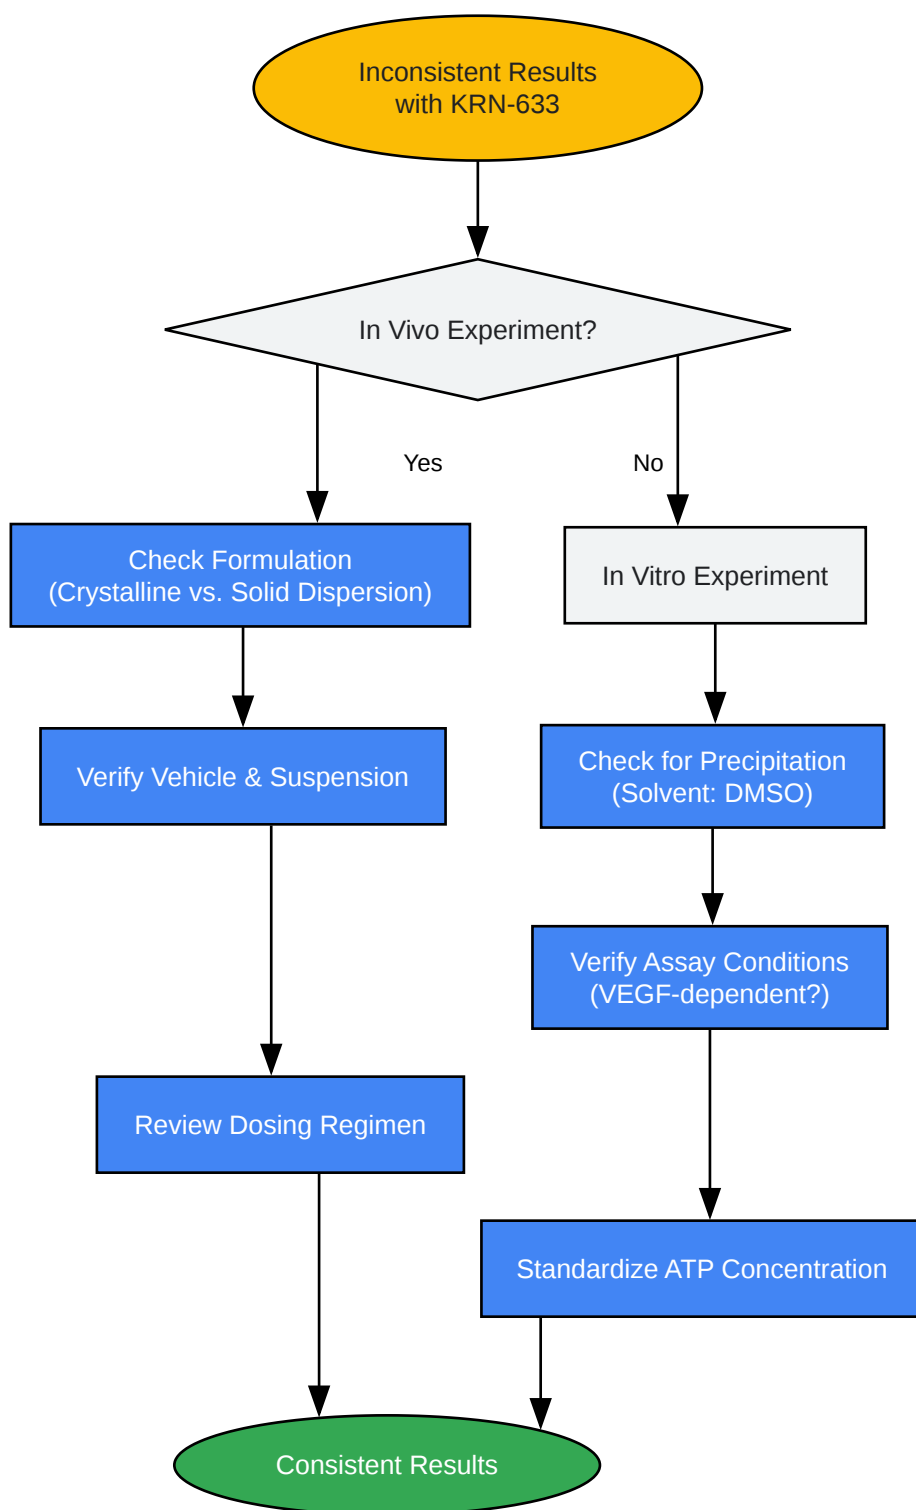 Inconsistent Results
with KRN-633
In Vivo Experiment?
Yes
No
Check Formulation
(Crystalline vs. Solid Dispersion)
In Vitro Experiment
Verify Vehicle & Suspension
Check for Precipitation
(Solvent: DMSO)
Verify Assay Conditions
(VEGF-dependent?)
Review Dosing Regimen
Standardize ATP Concentration
Consistent Results